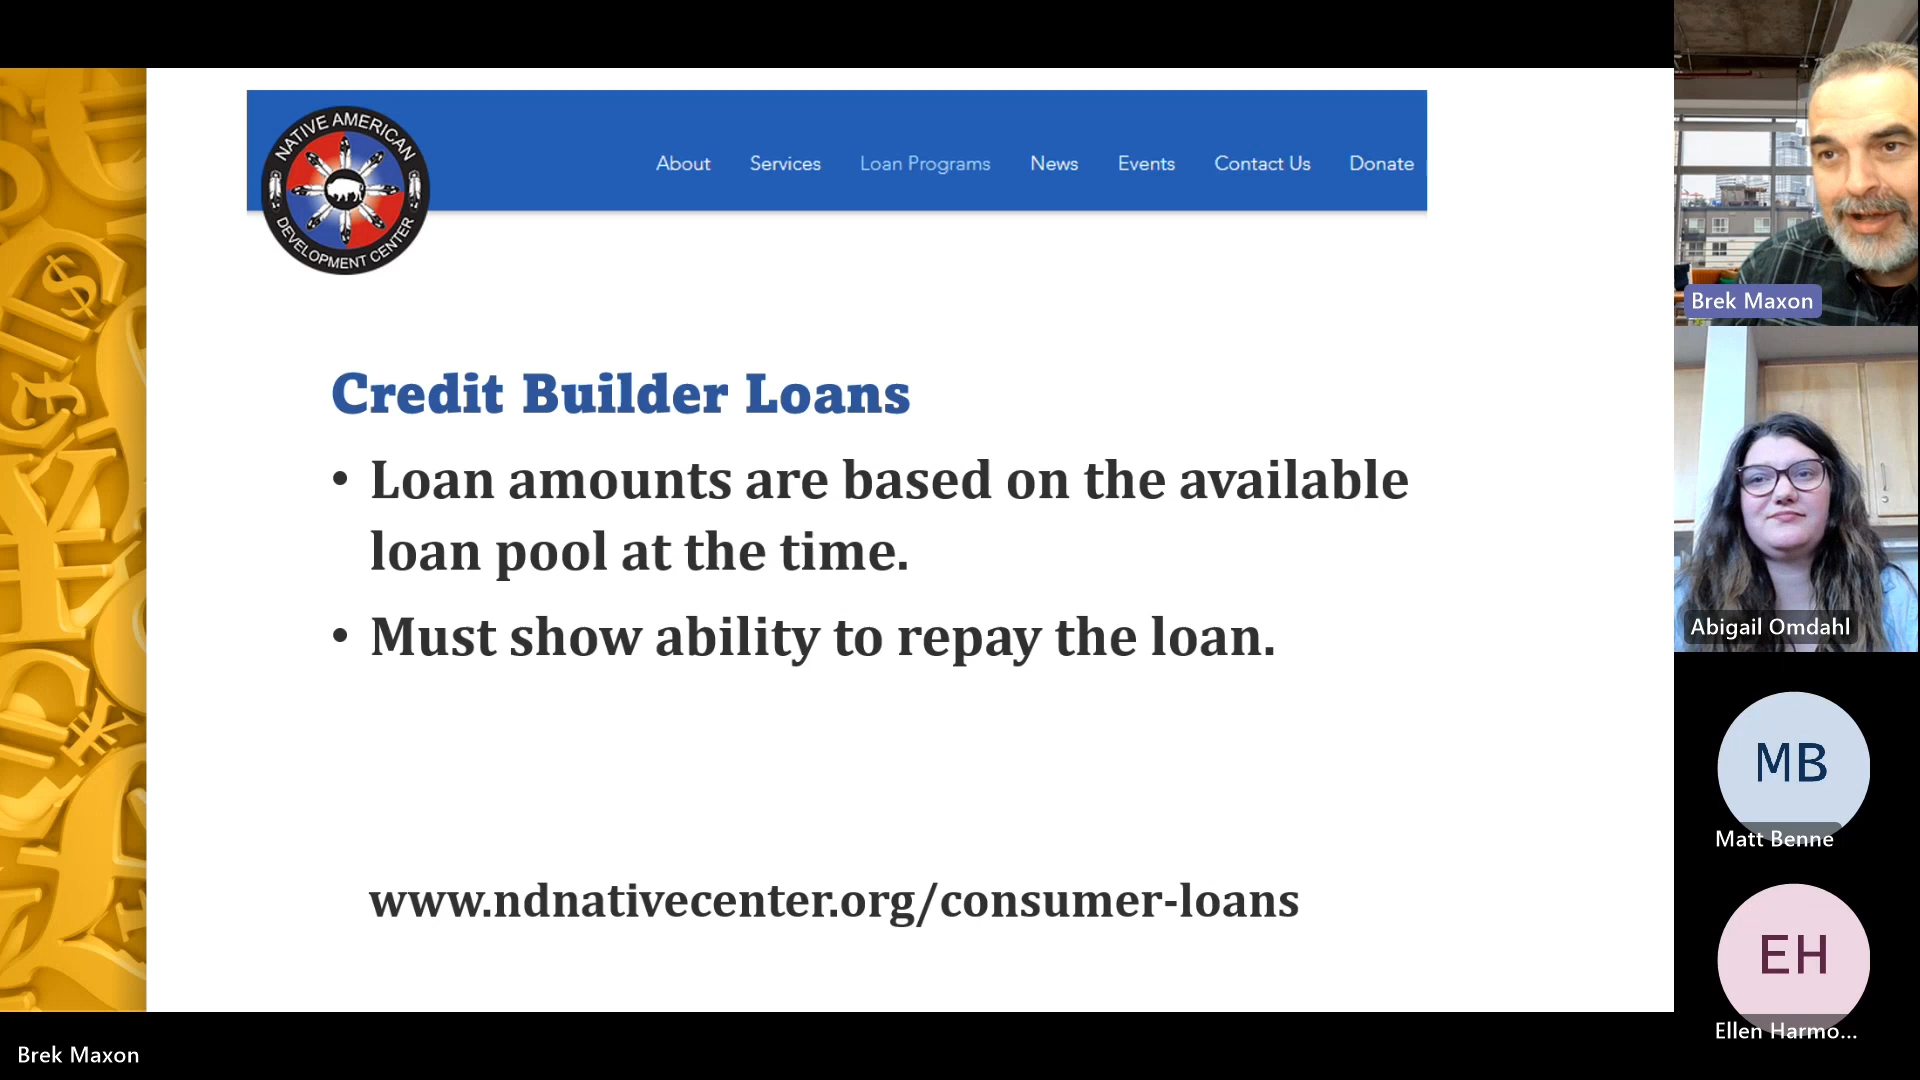 NATIVE AMERICAN
DEVELOPMENT CENTER
About Services Loan Programs News Events Contact Us Donate
Credit Builder Loans
• Loan amounts are based on the available
loan pool at the time.
• Must show ability to repay the loan.
www.ndnativecenter.org/consumer-loans
Brek Maxon
Abigail Omdahl
MB
Matt Benne
EH
Ellen Harmo...
Brek Maxon